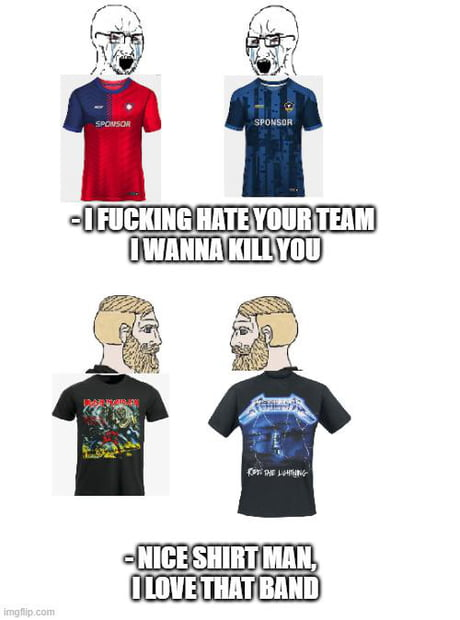 SPONSOR
SPONSOR
- I FUCKING HATE YOUR TEAM
I WANNA KILL YOU
IRON MAIDEN
METALLICA
RIDE THE LIGHTNING
- NICE SHIRT MAN,
I LOVE THAT BAND
imgflip.com